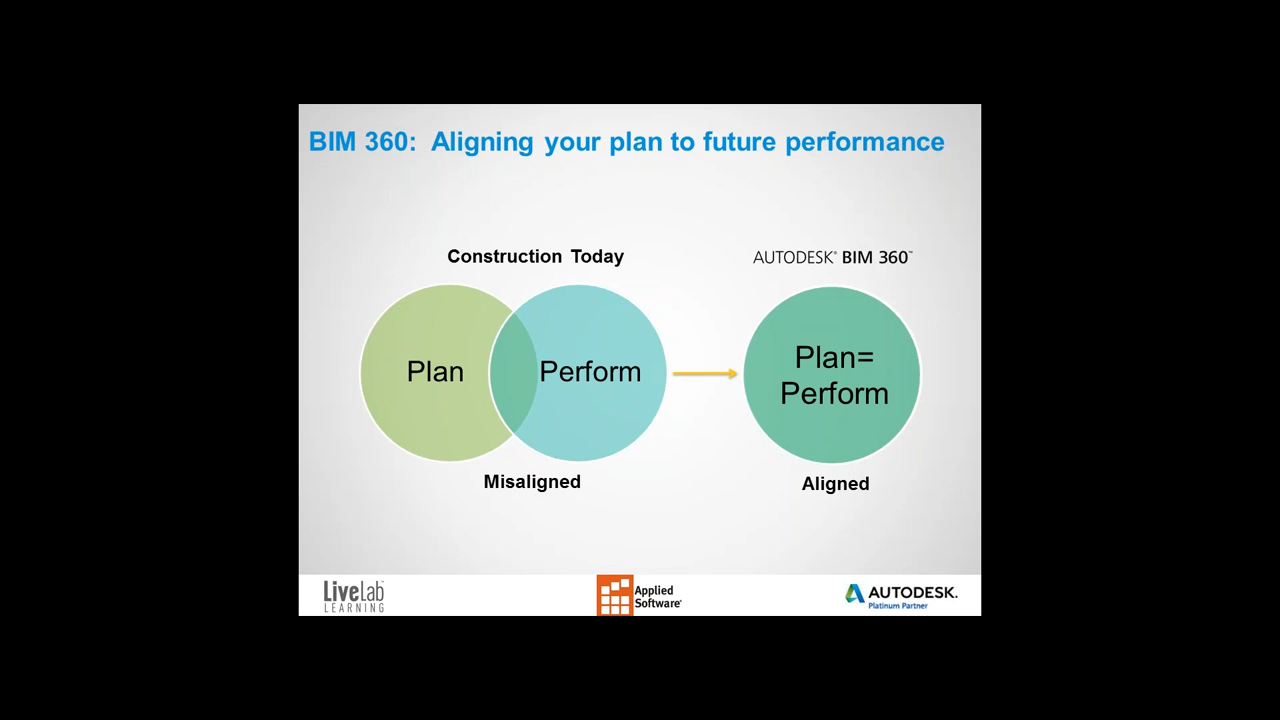 BIM 360: Aligning your plan to future performance
Construction Today
AUTODESK® BIM 360™
Plan
Perform
Plan=
Perform
Misaligned
Aligned
LiveLab
LEARNING
Applied
Software®
AUTODESK.
Platinum Partner